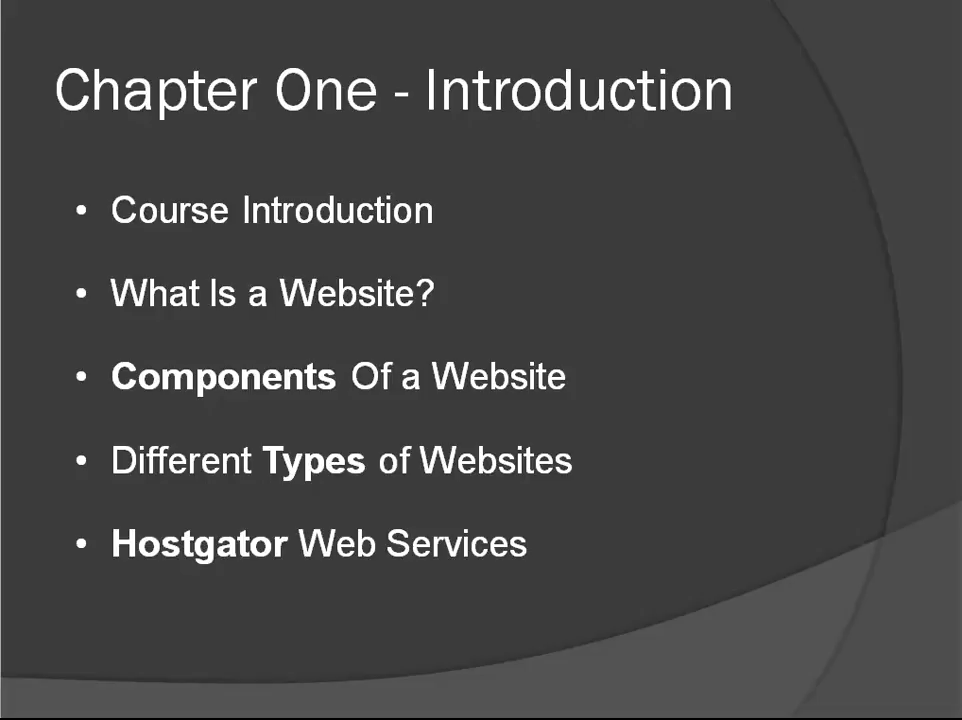 Chapter One - Introduction
• Course Introduction
• What Is a Website?
• Components Of a Website
• Different Types of Websites
• Hostgator Web Services